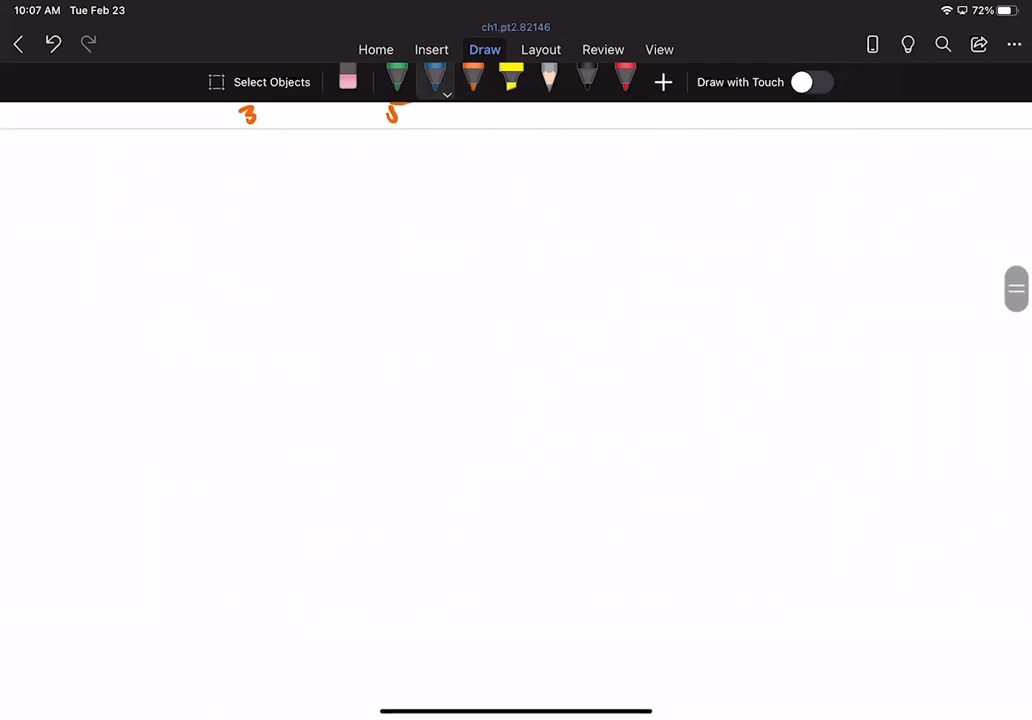 10:07 AM Tue Feb 23 72%
ch1.pt2.82146
Home Insert Draw Layout Review View
Select Objects Draw with Touch
3